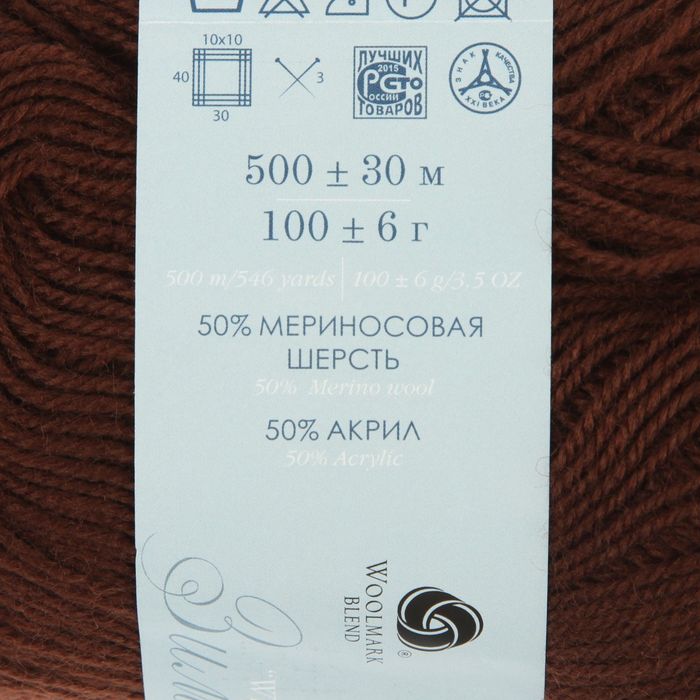 10x10
40
30
3
ЛУЧШИХ
2015
РОССИИ
СТО
ТОВАРОВ
ЗНАК КАЧЕСТВА
XXI ВЕКА
500 ± 30 м
100 ± 6 г
500 m/546 yards | 100 ± 6 g/3,5 OZ
50% МЕРИНОСОВАЯ
ШЕРСТЬ
50% Merino wool
50% АКРИЛ
50% Acrylic
WOOLMARK
BLEND
®